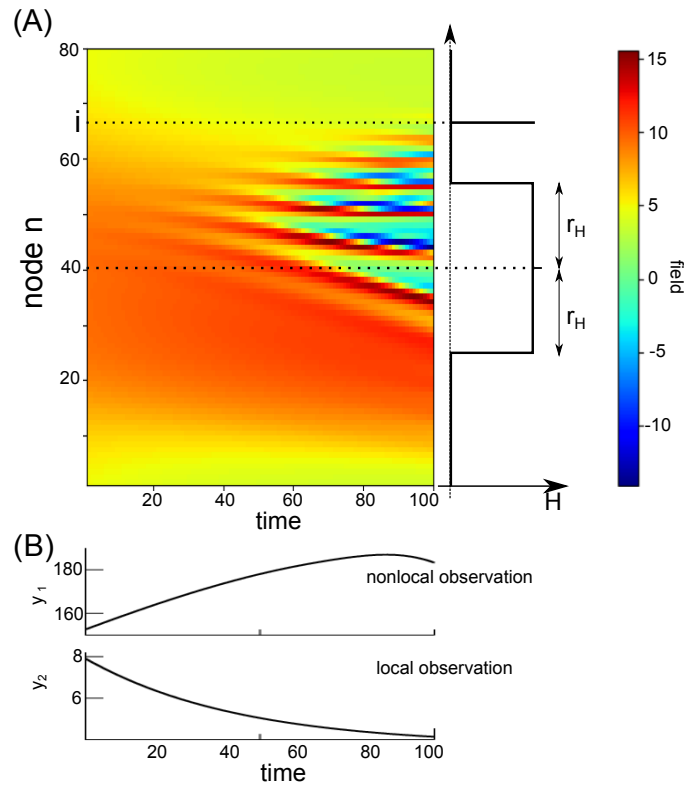 (A)
80
i
60
40
20
node n
20 40 60 80 100
time
r_H
r_H
H
15
10
5
0
-5
-10
field
(B)
180
160
y_1
nonlocal observation
8
6
y_2
local observation
20 40 60 80 100
time